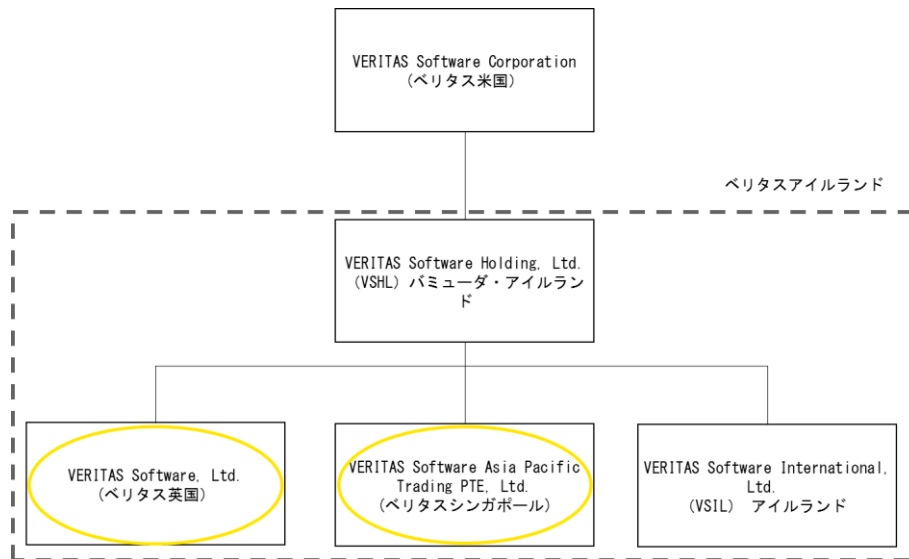 VERITAS Software Corporation
(ベリタス米国)
ベリタスアイルランド
VERITAS Software Holding, Ltd.
(VSHL) バミューダ・アイルラン
ド
VERITAS Software, Ltd.
(ベリタス英国)
VERITAS Software Asia Pacific
Trading PTE, Ltd.
(ベリタスシンガポール)
VERITAS Software International,
Ltd.
(VSIL) アイルランド